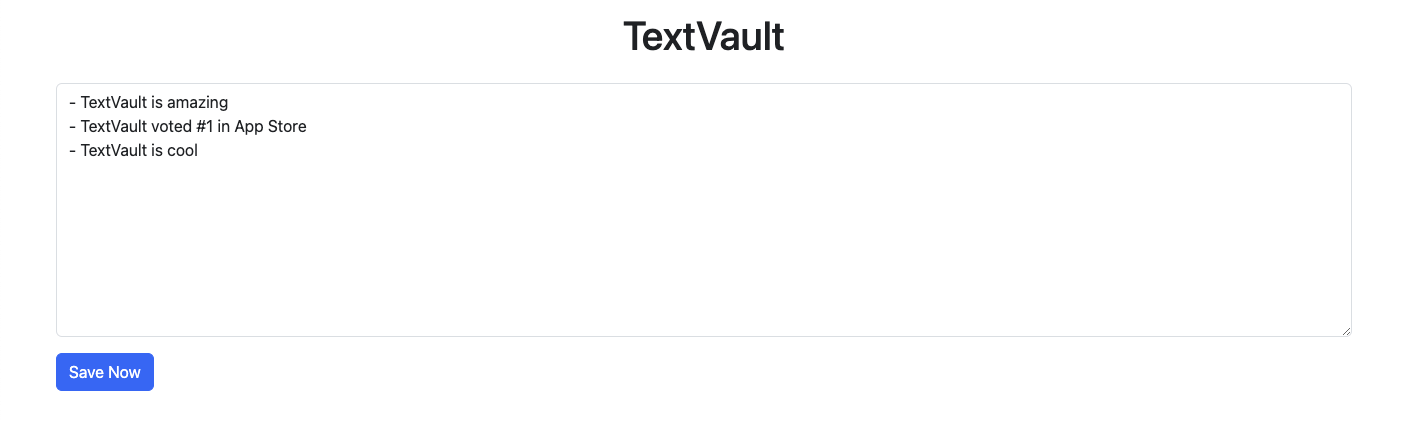 TextVault
- TextVault is amazing
- TextVault voted #1 in App Store
- TextVault is cool
Save Now